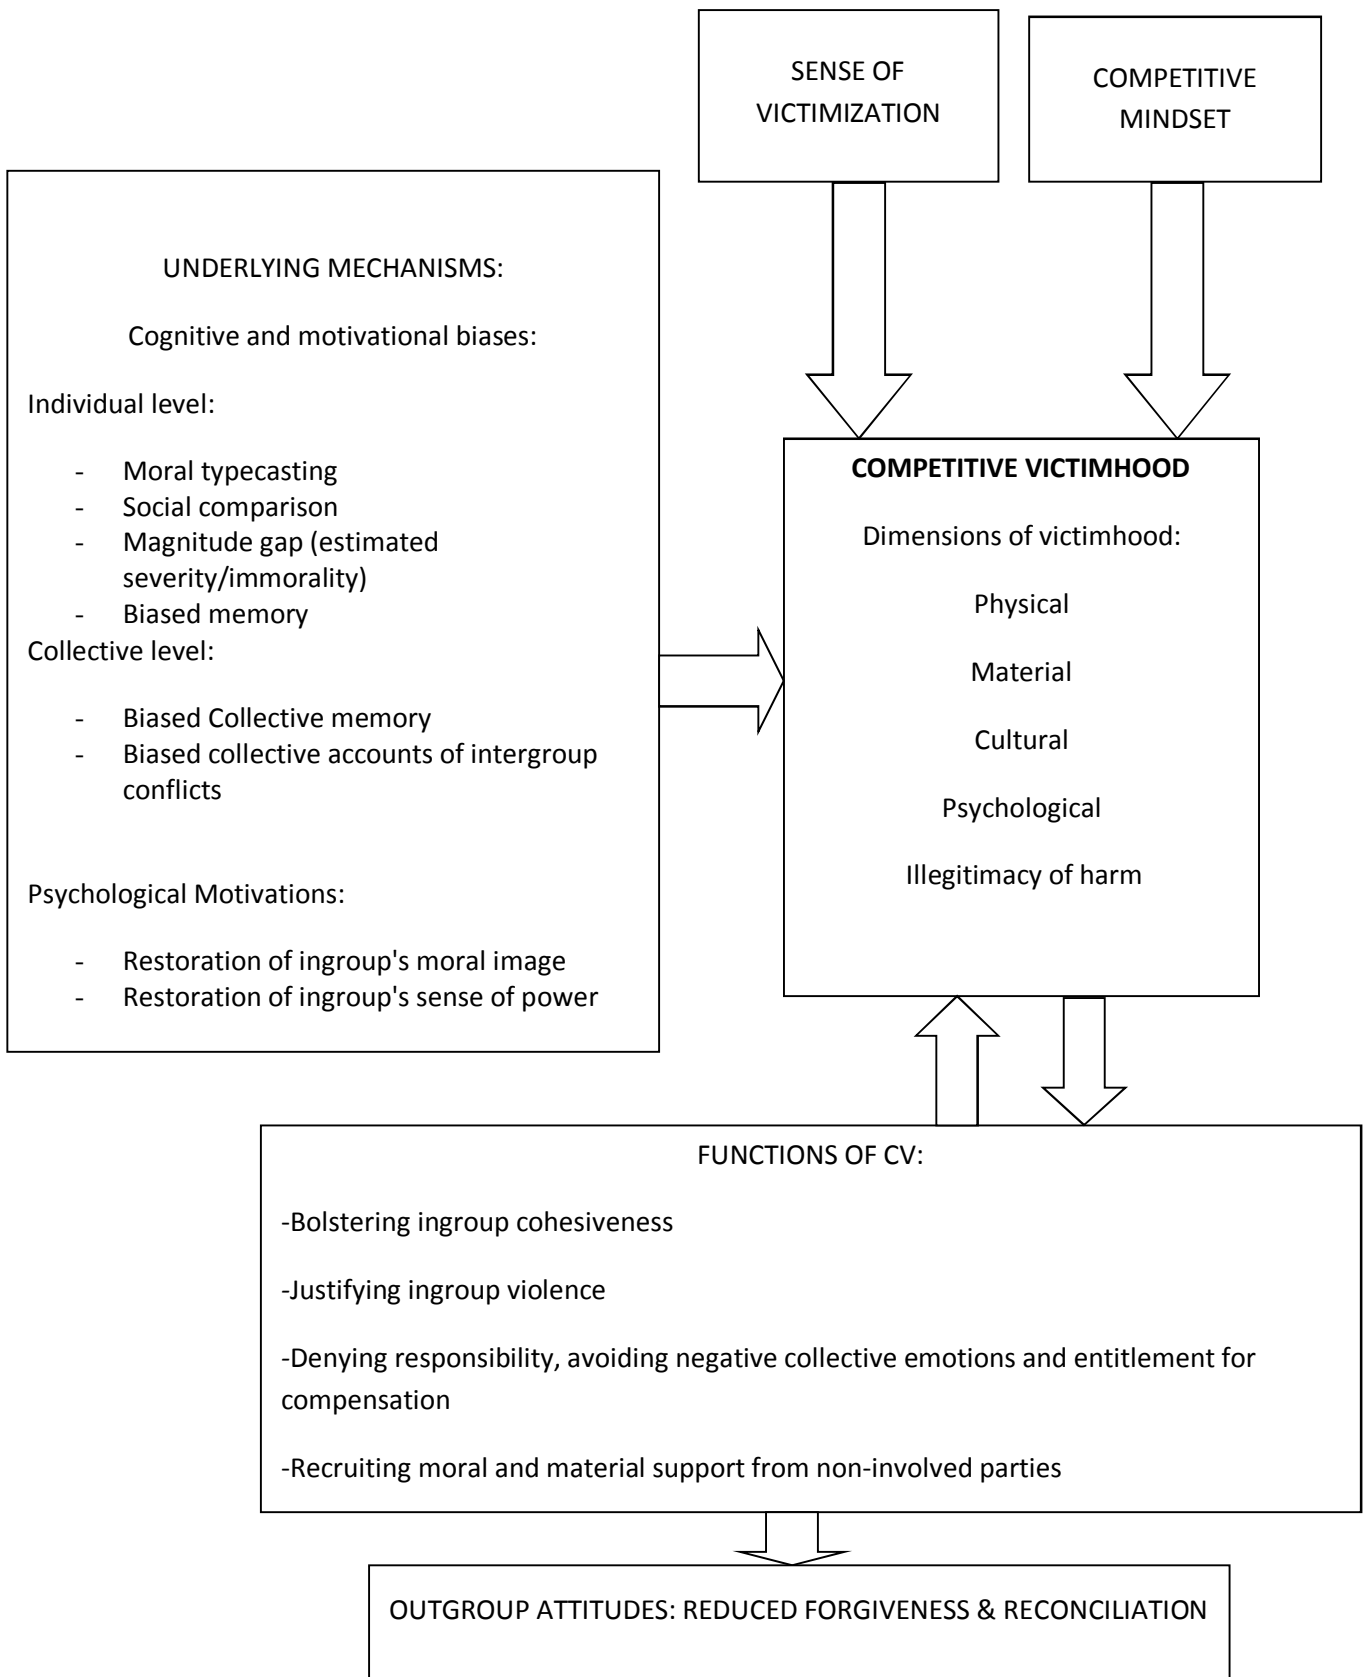 SENSE OF
VICTIMIZATION
COMPETITIVE
MINDSET
UNDERLYING MECHANISMS:
Cognitive and motivational biases:
Individual level:
- Moral typecasting
- Social comparison
- Magnitude gap (estimated
severity/immorality)
- Biased memory
Collective level:
- Biased Collective memory
- Biased collective accounts of intergroup
conflicts
Psychological Motivations:
- Restoration of ingroup's moral image
- Restoration of ingroup's sense of power
COMPETITIVE VICTIMHOOD
Dimensions of victimhood:
Physical
Material
Cultural
Psychological
Illegitimacy of harm
FUNCTIONS OF CV:
-Bolstering ingroup cohesiveness
-Justifying ingroup violence
-Denying responsibility, avoiding negative collective emotions and entitlement for
compensation
-Recruiting moral and material support from non-involved parties
OUTGROUP ATTITUDES: REDUCED FORGIVENESS & RECONCILIATION